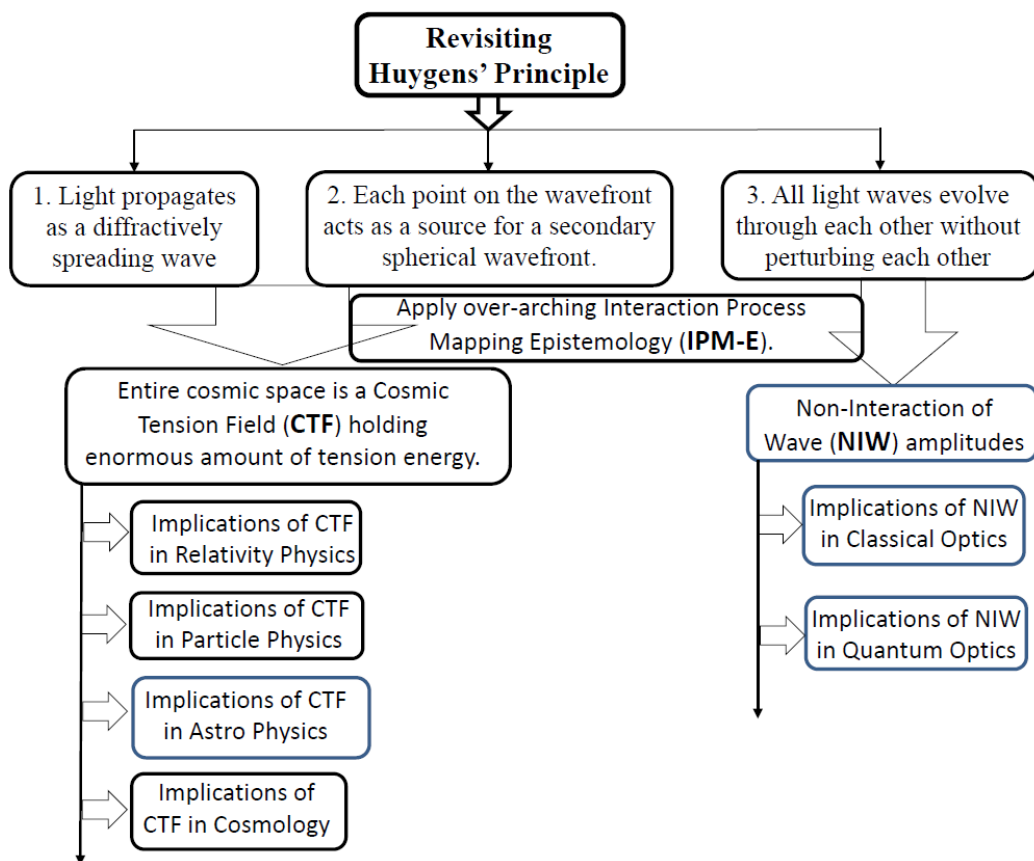 Revisiting
Huygens' Principle
1. Light propagates
as a diffractively
spreading wave
2. Each point on the wavefront
acts as a source for a secondary
spherical wavefront.
3. All light waves evolve
through each other without
perturbing each other
Apply over-arching Interaction Process
Mapping Epistemology (IPM-E).
Entire cosmic space is a Cosmic
Tension Field (CTF) holding
enormous amount of tension energy.
Implications of CTF
in Relativity Physics
Implications of CTF
in Particle Physics
Implications of CTF
in Astro Physics
Implications of
CTF in Cosmology
Non-Interaction of
Wave (NIW) amplitudes
Implications of NIW
in Classical Optics
Implications of NIW
in Quantum Optics